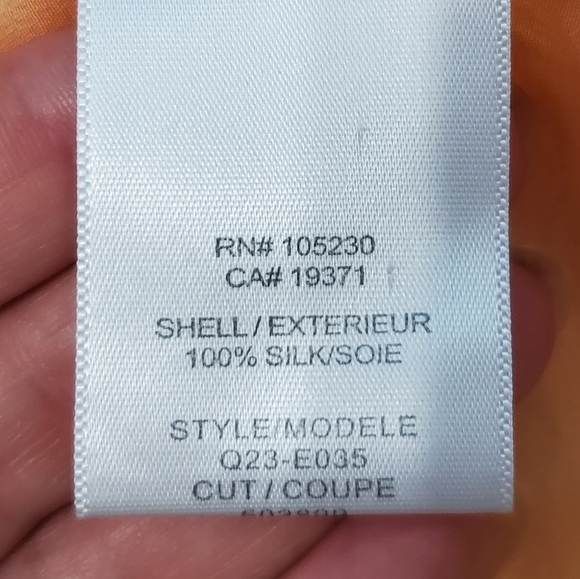 RN# 105230
CA# 19371
SHELL/EXTERIEUR
100% SILK/SOIE
STYLE/MODELE
Q23-E035
CUT/COUPE